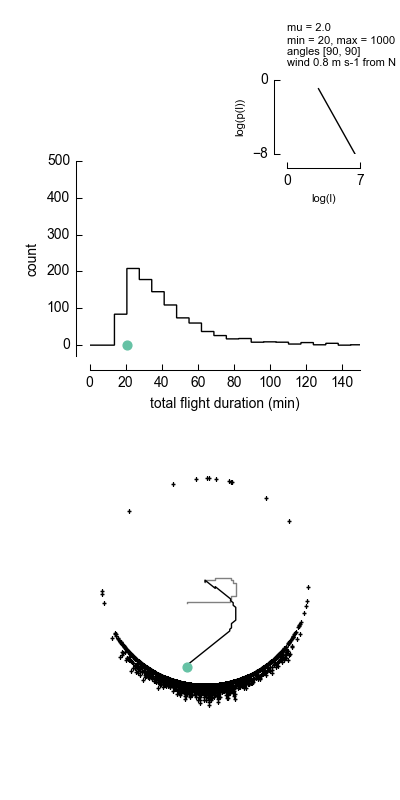 mu = 2.0
min = 20, max = 1000
angles [90, 90]
wind 0.8 m s-1 from N
0
log(p(l))
−8
0 7
log(l)
500
400
300
count
200
100
0
0 20 40 60 80 100 120 140
total flight duration (min)